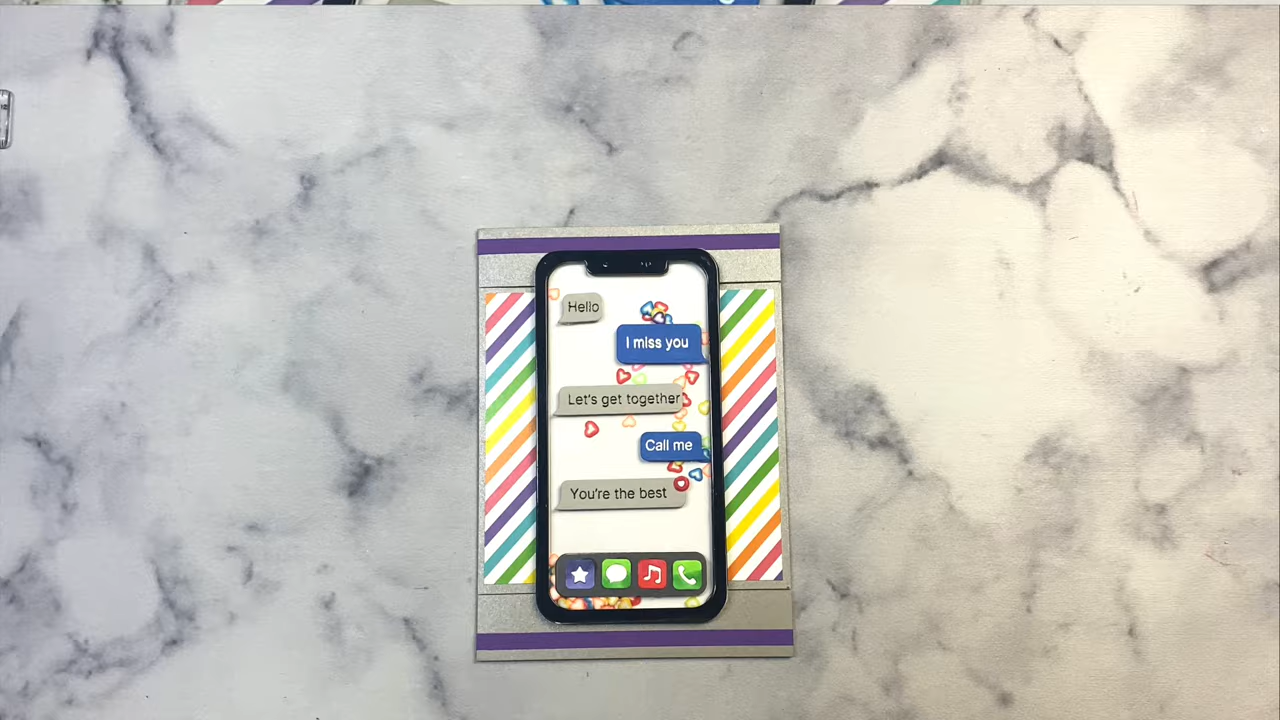 Hello
I miss you
Let's get together
Call me
You're the best